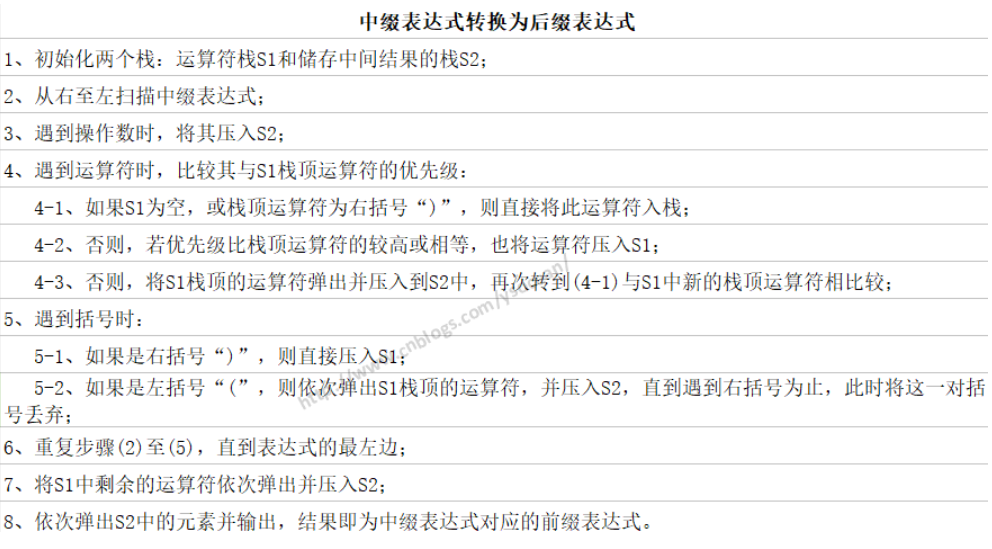 中缀表达式转换为后缀表达式
1、初始化两个栈：运算符栈S1和储存中间结果的栈S2；
2、从右至左扫描中缀表达式；
3、遇到操作数时，将其压入S2；
4、遇到运算符时，比较其与S1栈顶运算符的优先级：
4-1、如果S1为空，或栈顶运算符为右括号“)”，则直接将此运算符入栈；
4-2、否则，若优先级比栈顶运算符的较高或相等，也将运算符压入S1；
4-3、否则，将S1栈顶的运算符弹出并压入到S2中，再次转到(4-1)与S1中新的栈顶运算符相比较；
5、遇到括号时：
5-1、如果是右括号“)”，则直接压入S1；
5-2、如果是左括号“(”，则依次弹出S1栈顶的运算符，并压入S2，直到遇到右括号为止，此时将这一对括
号丢弃；
6、重复步骤(2)至(5)，直到表达式的最左边；
7、将S1中剩余的运算符依次弹出并压入S2；
8、依次弹出S2中的元素并输出，结果即为中缀表达式对应的前缀表达式。